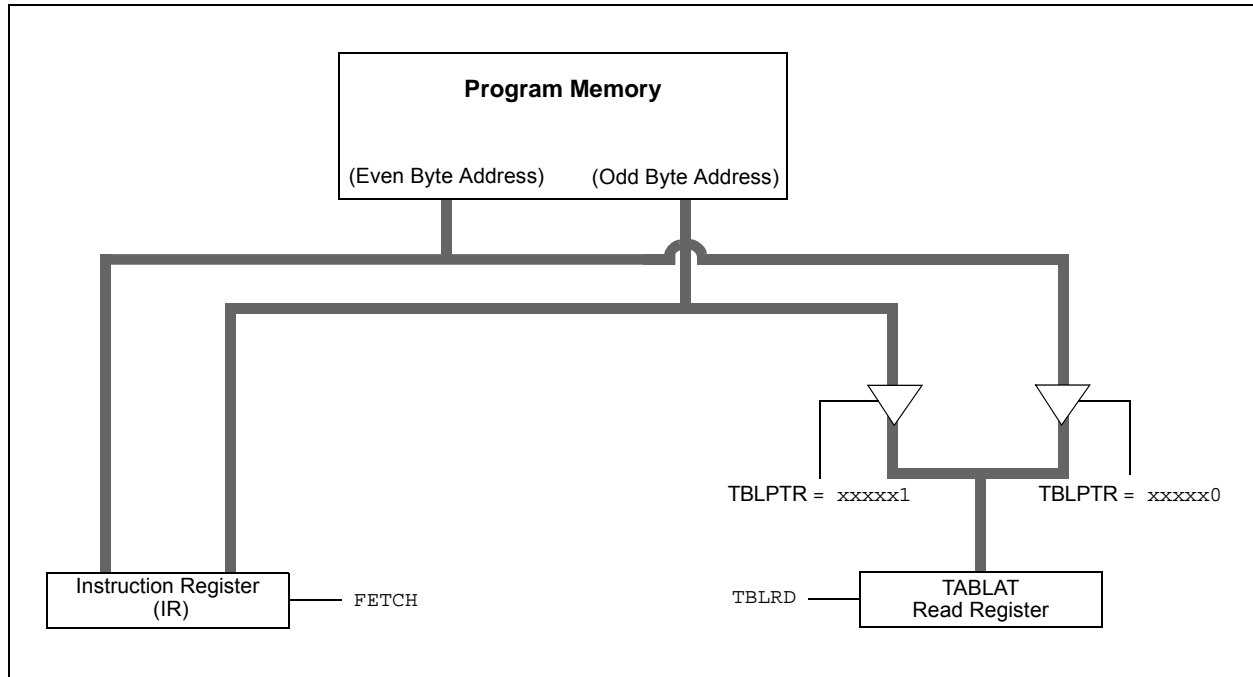 Program Memory
(Even Byte Address)
(Odd Byte Address)
TBLPTR = xxxxx1
TBLPTR = xxxxx0
Instruction Register
(IR)
FETCH
TBLRD
TABLAT
Read Register